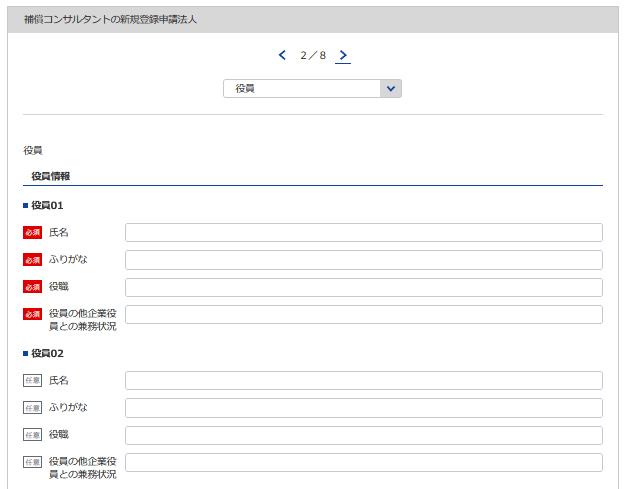 補償コンサルタントの新規登録申請法人
2／8
役員
役員
役員情報
役員01
必須 氏名
必須 ふりがな
必須 役職
必須 役員の他企業役
員との兼務状況
役員02
任意 氏名
任意 ふりがな
任意 役職
任意 役員の他企業役
員との兼務状況